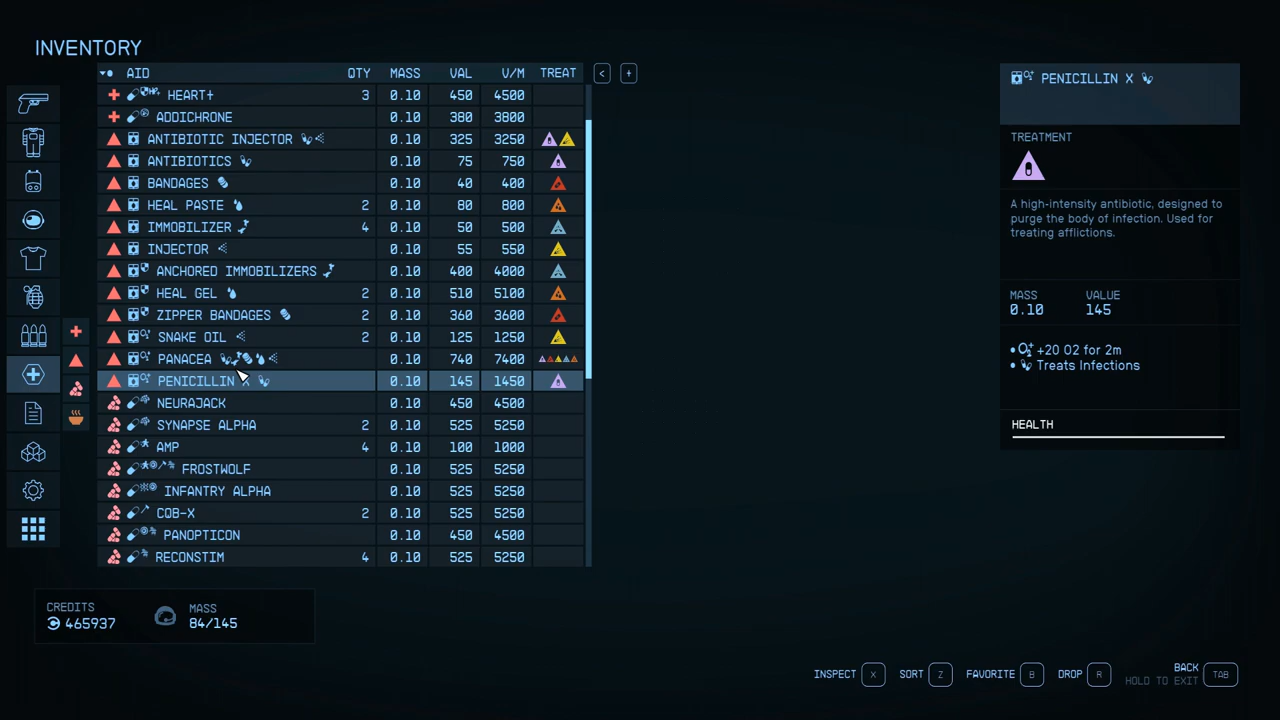 INVENTORY
AID QTY MASS VAL V/M TREAT < +
HEART+ 3 0.10 450 4500
ADDICHRONE 0.10 380 3800
ANTIBIOTIC INJECTOR 0.10 325 3250
ANTIBIOTICS 0.10 75 750
BANDAGES 0.10 40 400
HEAL PASTE 2 0.10 80 800
IMMOBILIZER 4 0.10 50 500
INJECTOR 0.10 55 550
ANCHORED IMMOBILIZERS 0.10 400 4000
HEAL GEL 2 0.10 510 5100
ZIPPER BANDAGES 2 0.10 360 3600
SNAKE OIL 2 0.10 125 1250
PANACEA 0.10 740 7400
PENICILLIN X 0.10 145 1450
NEURAJACK 0.10 450 4500
SYNAPSE ALPHA 2 0.10 525 5250
AMP 4 0.10 100 1000
FROSTWOLF 0.10 525 5250
INFANTRY ALPHA 0.10 525 5250
CQB-X 2 0.10 525 5250
PANOPTICON 0.10 450 4500
RECONSTIM 4 0.10 525 5250
CREDITS
465937
MASS
84/145
PENICILLIN X
TREATMENT
A high-intensity antibiotic, designed to
purge the body of infection. Used for
treating afflictions.
MASS VALUE
0.10 145
+20 O2 for 2m
Treats Infections
HEALTH
INSPECT X SORT Z FAVORITE B DROP R BACK TAB
HOLD TO EXIT